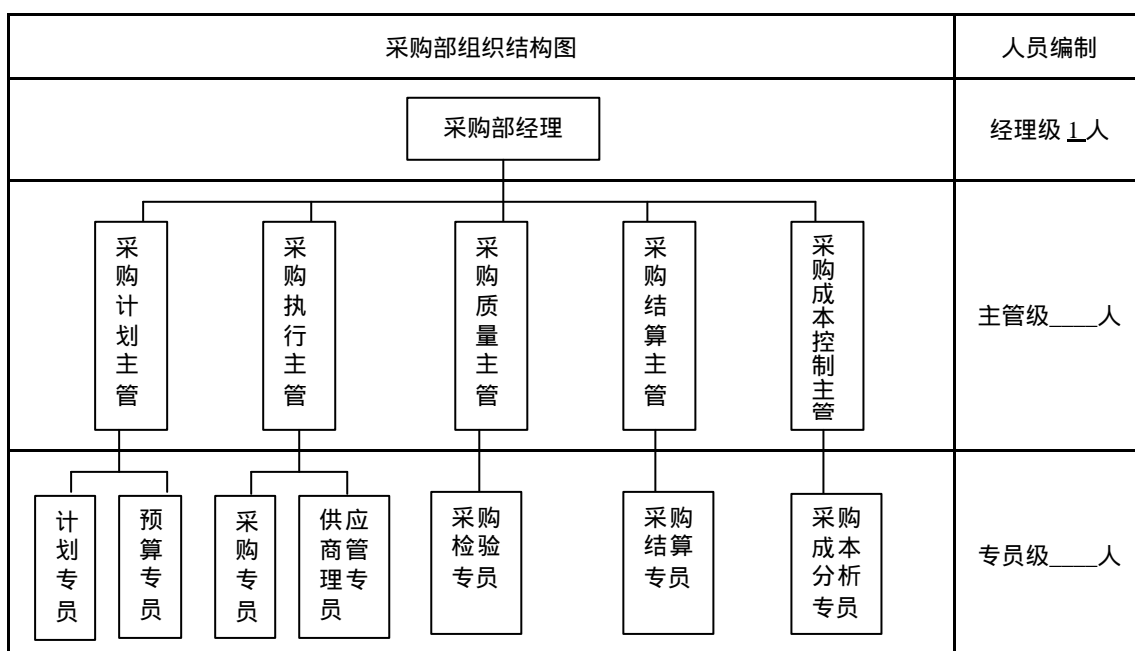 采购部组织结构图
人员编制
采购部经理
经理级 1 人
采购计划主管
采购执行主管
采购质量主管
采购结算主管
采购成本控制主管
主管级____人
计划专员
预算专员
采购专员
供应
商管
理专
员
采购
检验
专员
采购
结算
专员
采购
成本
分析
专员
专员级____人